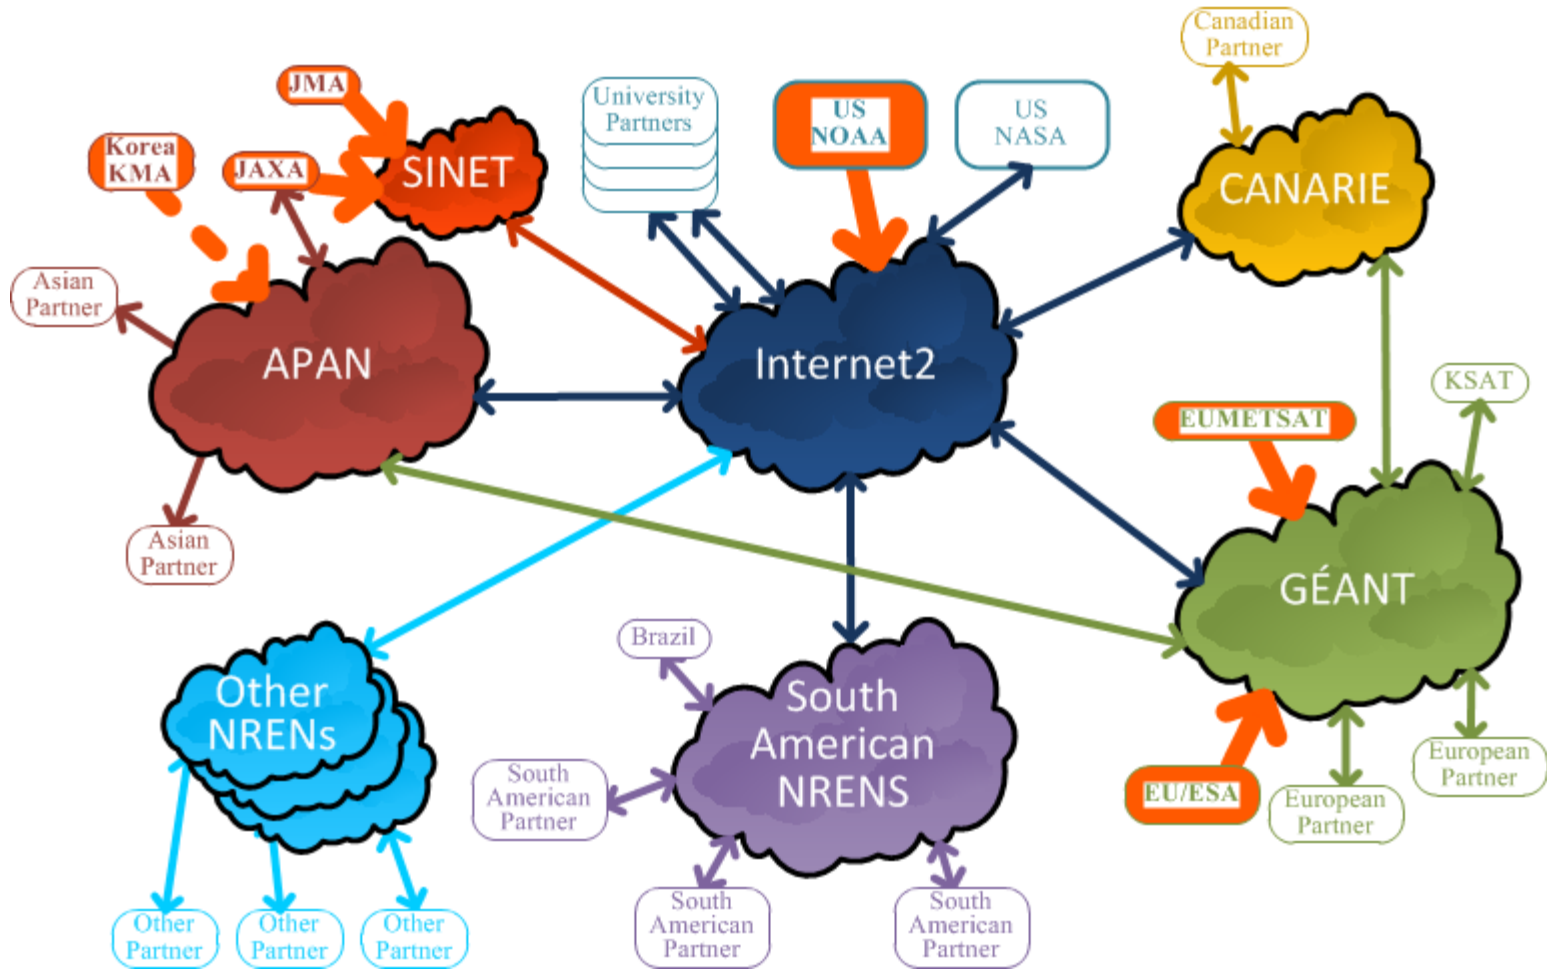 Canadian
Partner
JMA
University
Partners
US
NOAA
US
NASA
Korea
KMA
JAXA
SINET
CANARIE
Asian
Partner
APAN
Internet2
KSAT
EUMETSAT
Asian
Partner
GÉANT
Brazil
Other
NRENs
South
American
NRENS
South
American
Partner
EU/ESA
European
Partner
European
Partner
Other
Partner
Other
Partner
Other
Partner
South
American
Partner
South
American
Partner